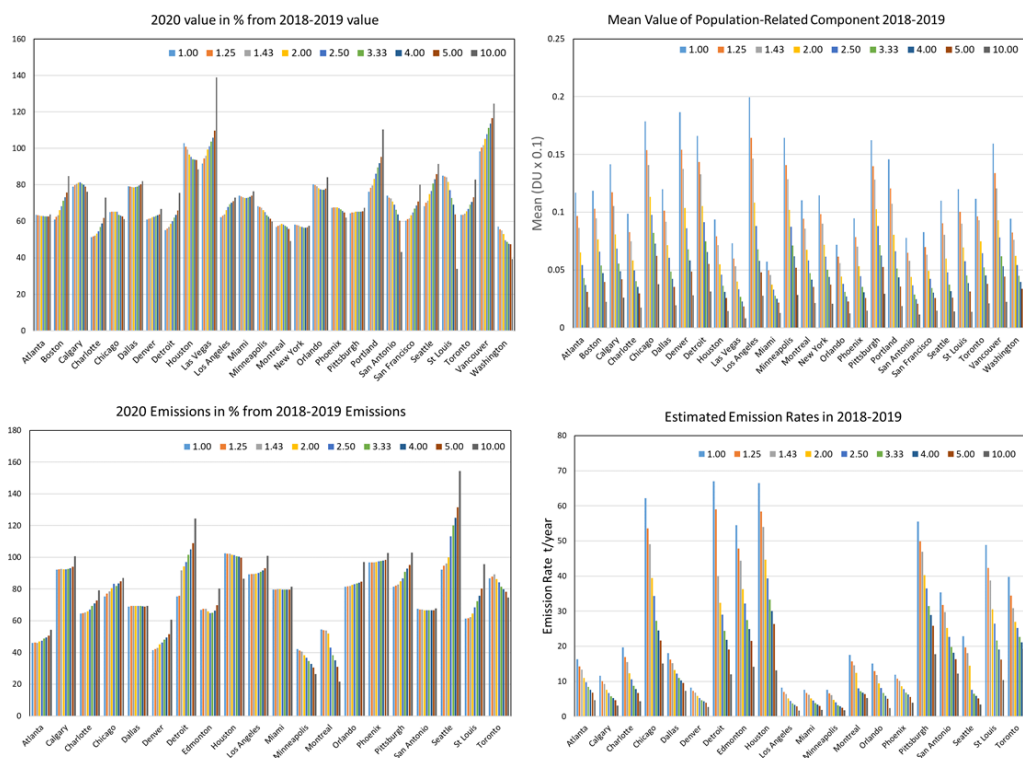 2020 value in % from 2018-2019 value
1.00 1.25 1.43 2.00 2.50 3.33 4.00 5.00 10.00
160
140
120
100
80
60
40
20
0
Atlanta Boston Calgary Charlotte Chicago Dallas Denver Detroit Houston Las Vegas Los Angeles Miami Minneapolis Montreal New York Orlando Phoenix Pittsburgh Portland San Antonio San Francisco Seattle St Louis Toronto Vancouver Washington
Mean Value of Population-Related Component 2018-2019
1.00 1.25 1.43 2.00 2.50 3.33 4.00 5.00 10.00
Mean (DU x 0.1)
0.25
0.2
0.15
0.1
0.05
0
Atlanta Boston Calgary Charlotte Chicago Dallas Denver Detroit Houston Las Vegas Los Angeles Miami Minneapolis Montreal New York Orlando Phoenix Pittsburgh Portland San Antonio San Francisco Seattle St Louis Toronto Vancouver Washington
2020 Emissions in % from 2018-2019 Emissions
1.00 1.25 1.43 2.00 2.50 3.33 4.00 5.00 10.00
180
160
140
120
100
80
60
40
20
0
Atlanta Calgary Charlotte Chicago Dallas Denver Detroit Edmonton Houston Los Angeles Miami Minneapolis Montreal Orlando Phoenix Pittsburgh San Antonio Seattle St Louis Toronto
Estimated Emission Rates in 2018-2019
1.00 1.25 1.43 2.00 2.50 3.33 4.00 5.00 10.00
Emission Rate t/year
80
70
60
50
40
30
20
10
0
Atlanta Calgary Charlotte Chicago Dallas Denver Detroit Edmonton Houston Los Angeles Miami Minneapolis Montreal Orlando Phoenix Pittsburgh San Antonio Seattle St Louis Toronto